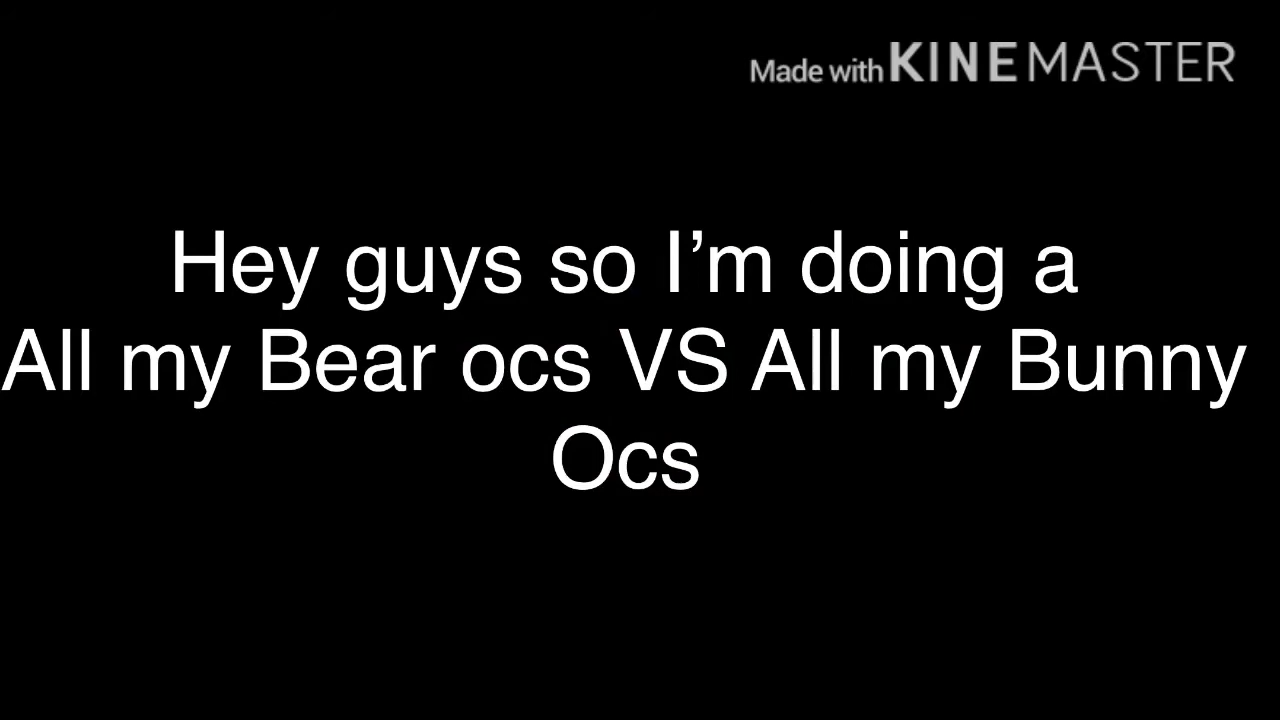 Made with KINEMASTER
Hey guys so I’m doing a
All my Bear ocs VS All my Bunny
Ocs